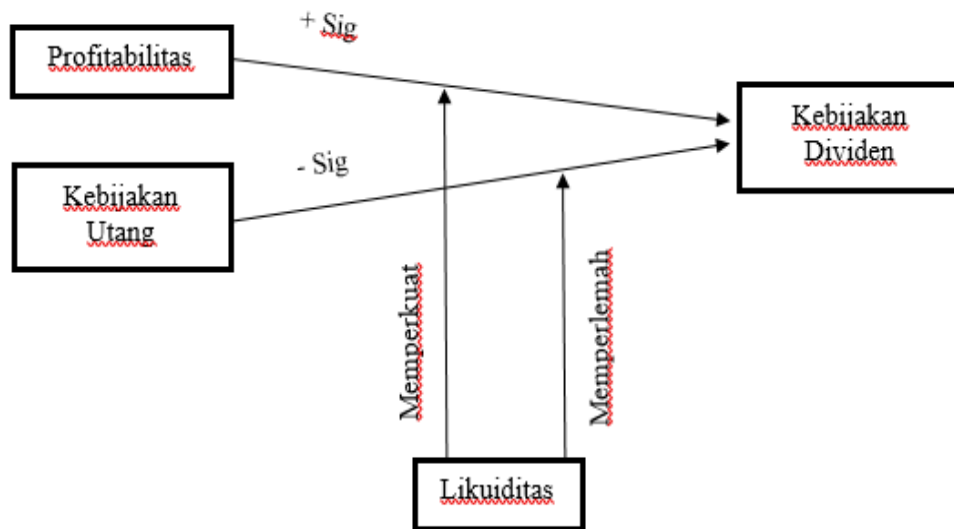 + Sig
Profitabilitas
Kebijakan
Dividen
- Sig
Kebijakan
Utang
Memperkuat
Memperlemah
Likuiditas